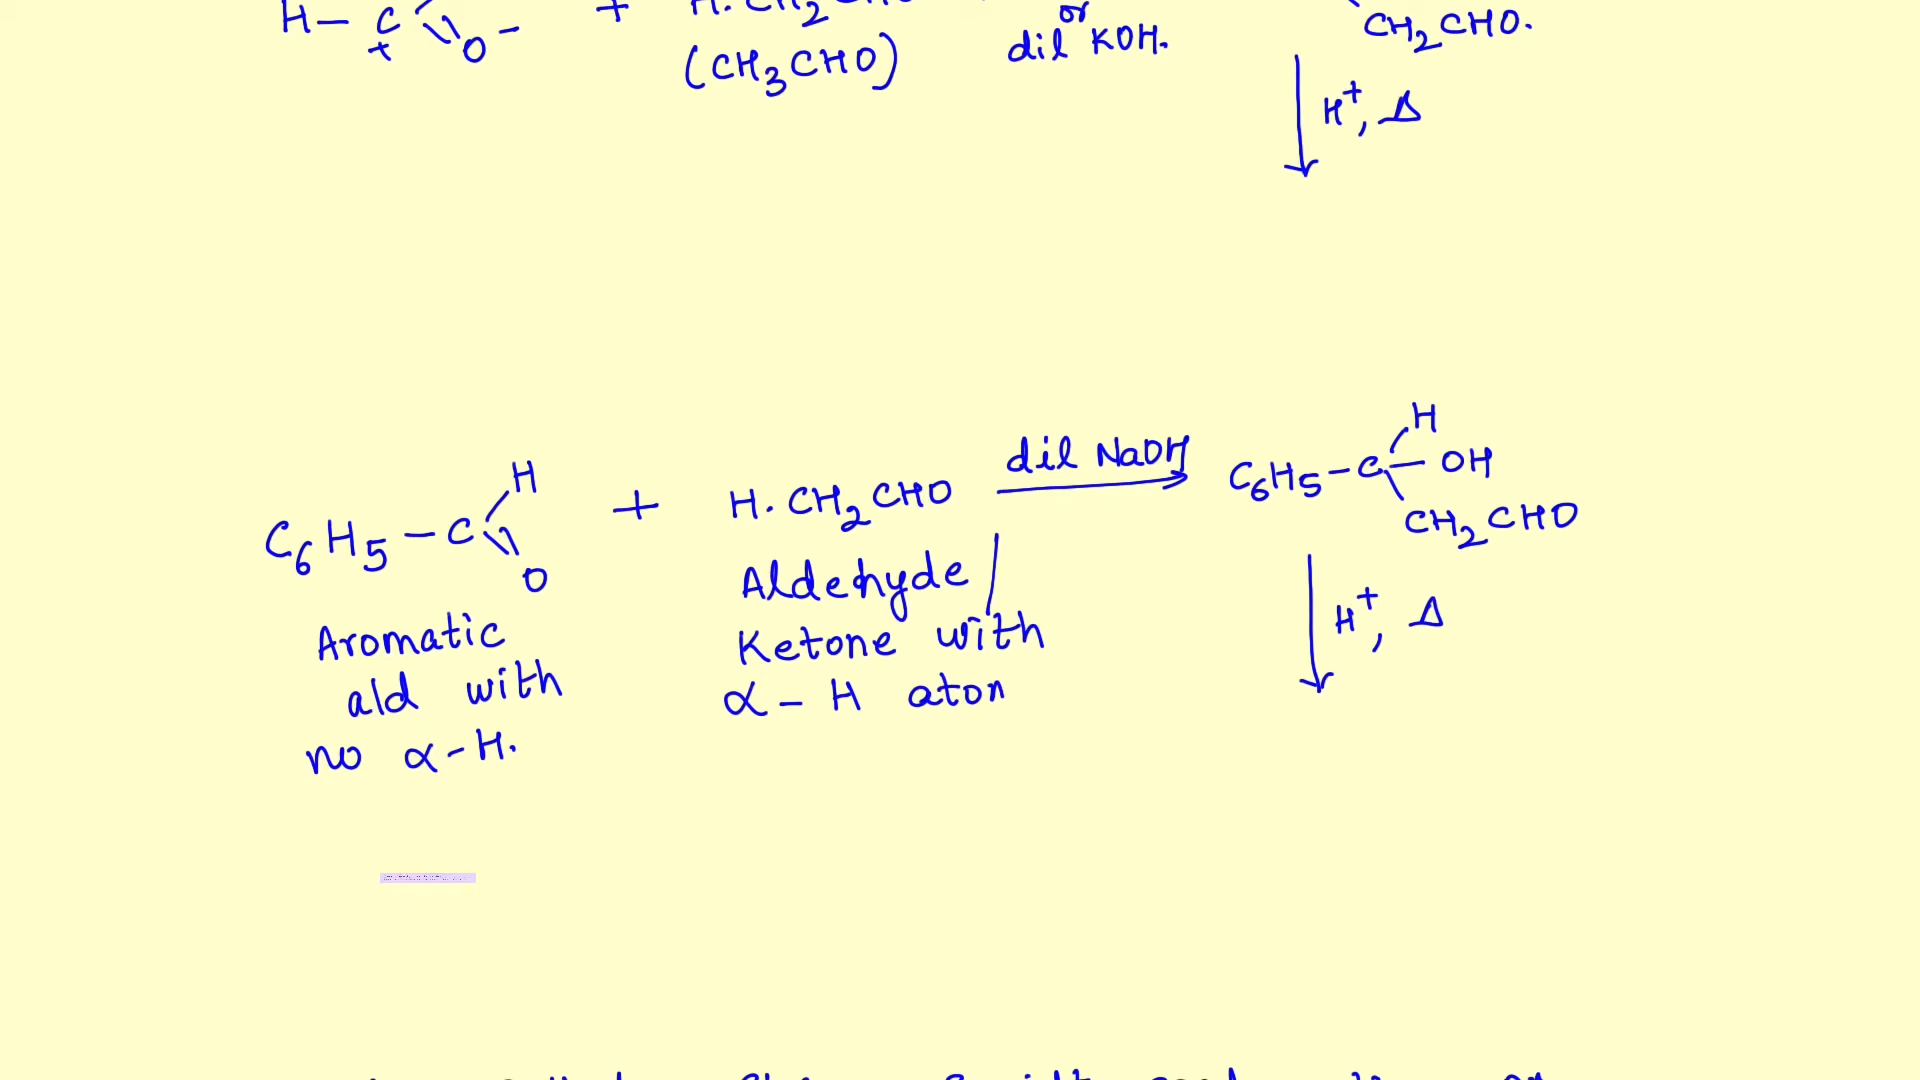 H - C + O - + (CH3CHO) or dil KOH. CH2CHO.
H+, Δ
C6H5 - C H O + H. CH2CHO dil NaOH C6H5 - C H OH CH2CHO
Aromatic ald with no α - H.
Aldehyde / Ketone with α - H atom
H+, Δ